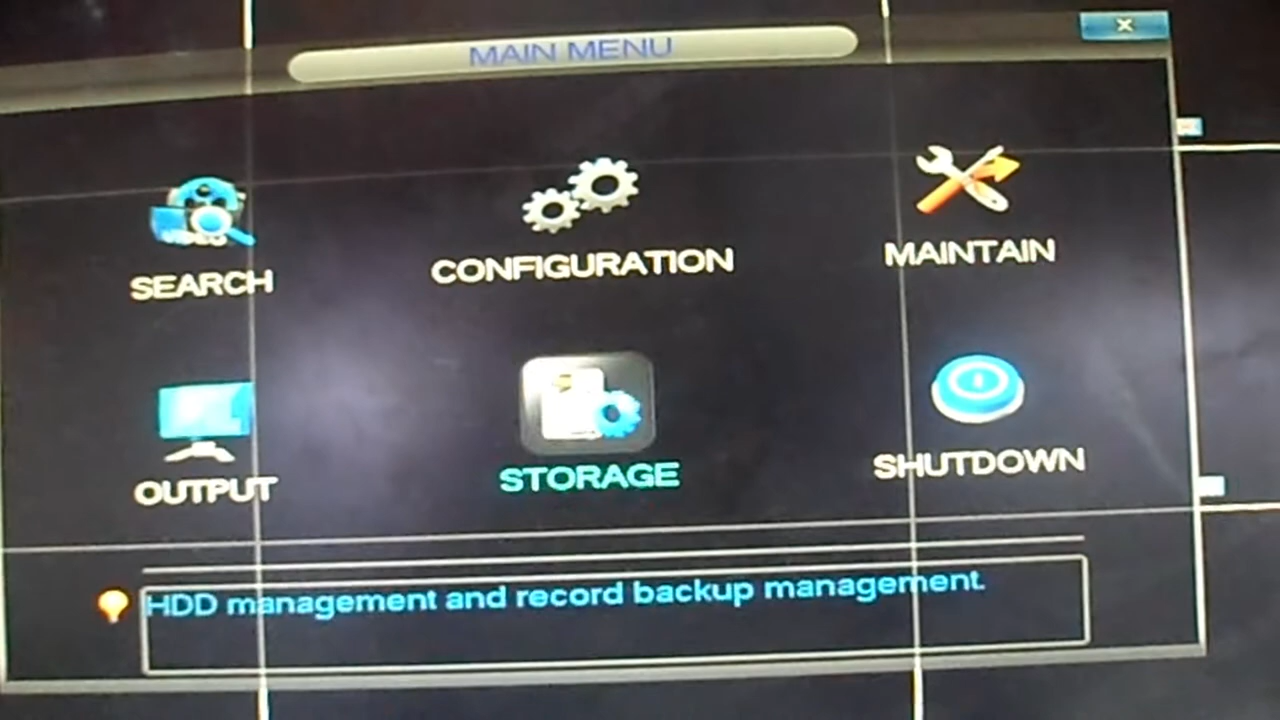 MAIN MENU
SEARCH
CONFIGURATION
MAINTAIN
OUTPUT
STORAGE
SHUTDOWN
HDD management and record backup management.